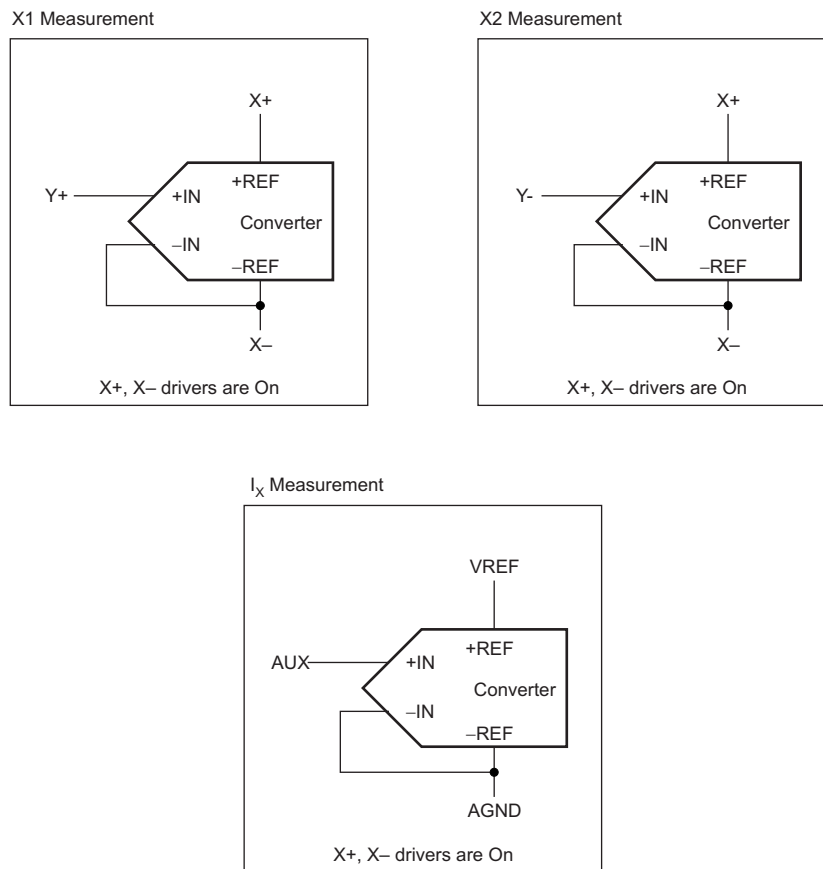 X1 Measurement
X+
Y+
+REF
+IN
Converter
–IN
–REF
X–
X+, X– drivers are On
X2 Measurement
X+
Y-
+REF
+IN
Converter
–IN
–REF
X–
X+, X– drivers are On
IX Measurement
VREF
AUX
+REF
+IN
Converter
–IN
–REF
AGND
X+, X– drivers are On